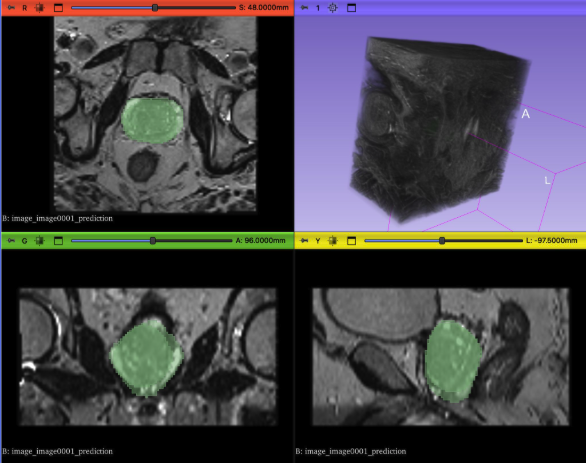 R
S: 48.0000mm
1
B: image_image0001_prediction
A
L
G
A: 96.0000mm
Y
L: -97.5000mm
B: image_image0001_prediction
B: image_image0001_prediction